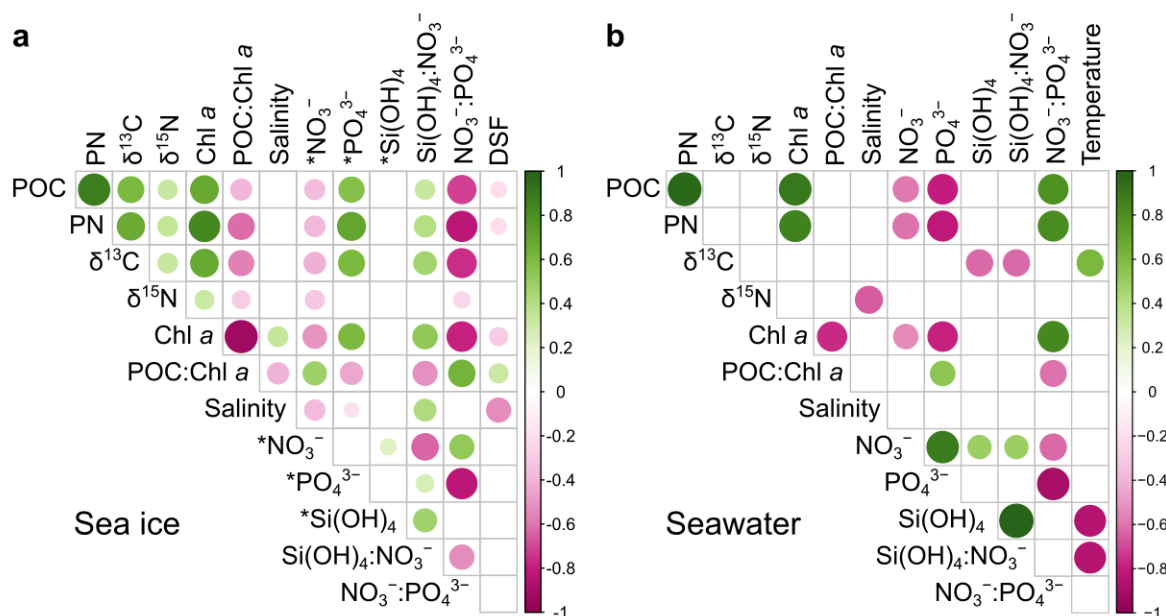 a
PN
δ¹³C
δ¹⁵N
Chl a
POC:Chl a
Salinity
*NO₃⁻
*PO₄³⁻
*Si(OH)₄
Si(OH)₄:NO₃⁻
NO₃⁻:PO₄³⁻
DSF
POC
PN
δ¹³C
δ¹⁵N
Chl a
POC:Chl a
Salinity
*NO₃⁻
*PO₄³⁻
*Si(OH)₄
Si(OH)₄:NO₃⁻
NO₃⁻:PO₄³⁻
Sea ice
1
0.8
0.6
0.4
0.2
0
-0.2
-0.4
-0.6
-0.8
-1
b
PN
δ¹³C
δ¹⁵N
Chl a
POC:Chl a
Salinity
NO₃⁻
PO₄³⁻
Si(OH)₄
Si(OH)₄:NO₃⁻
NO₃⁻:PO₄³⁻
Temperature
POC
PN
δ¹³C
δ¹⁵N
Chl a
POC:Chl a
Salinity
NO₃⁻
PO₄³⁻
Si(OH)₄
Si(OH)₄:NO₃⁻
NO₃⁻:PO₄³⁻
Seawater
1
0.8
0.6
0.4
0.2
0
-0.2
-0.4
-0.6
-0.8
-1